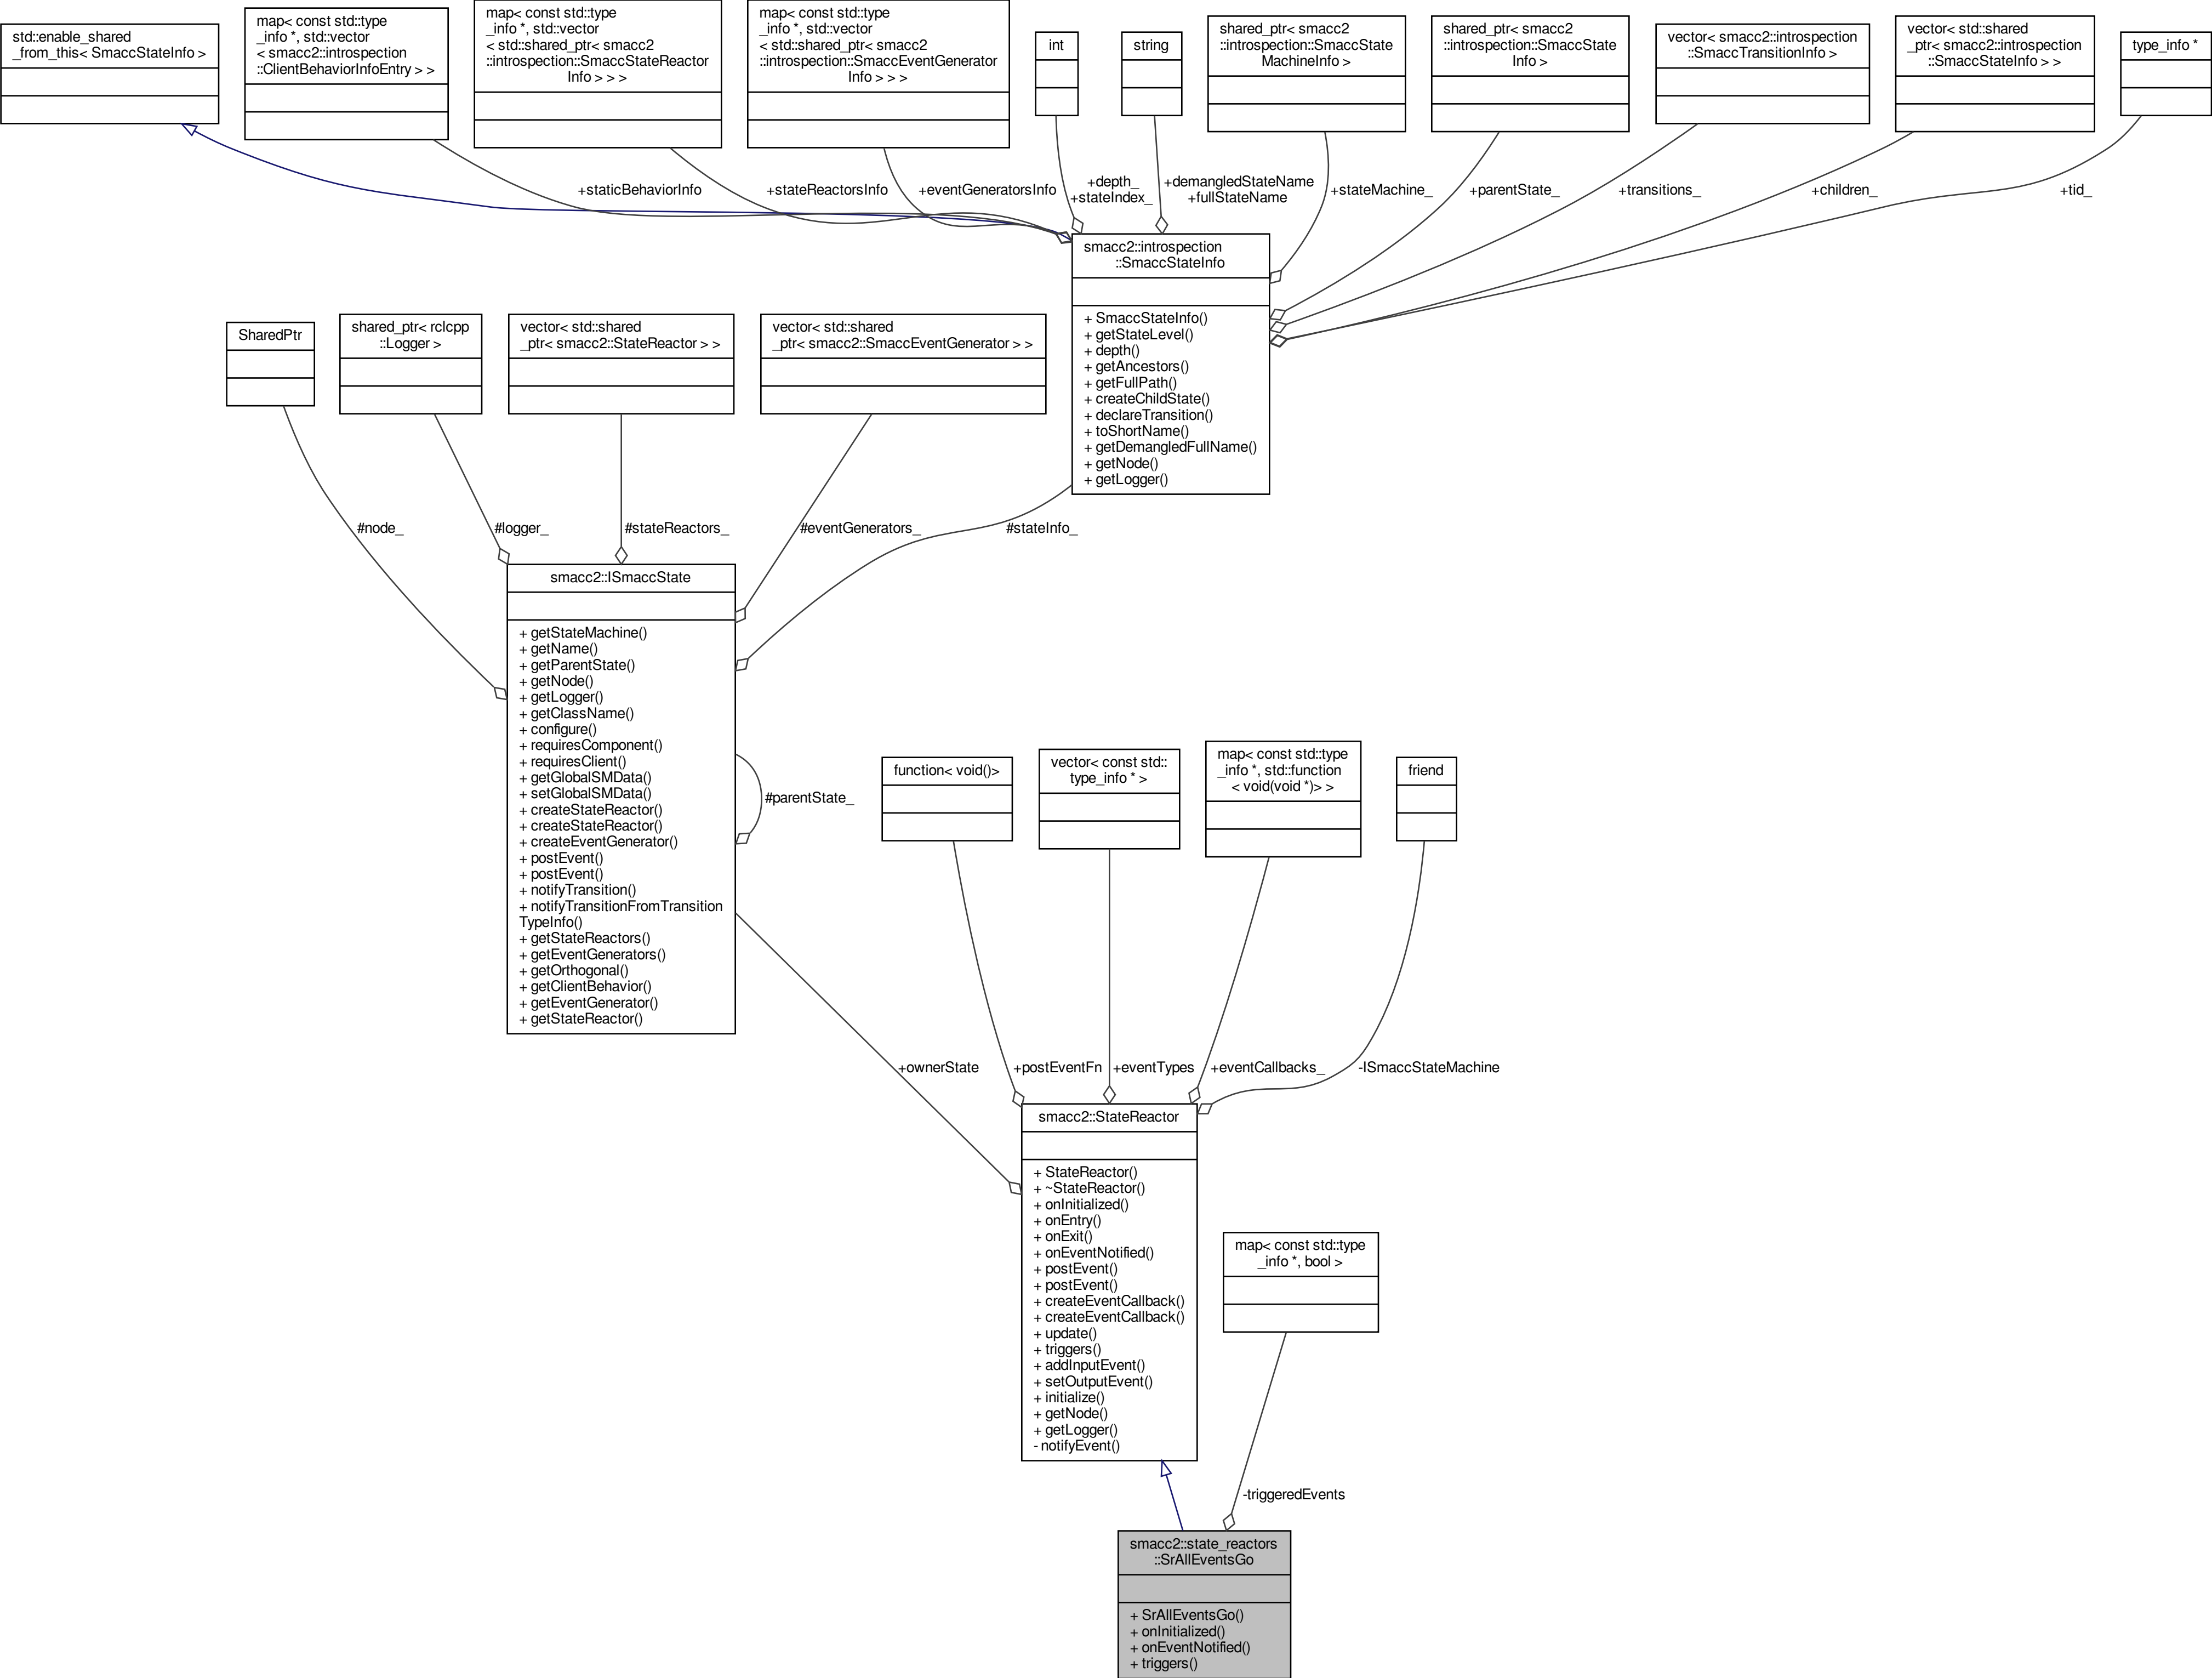 std::enable_shared
_from_this< SmaccStateInfo >
map< const std::type
_info *, std::vector
< smacc2::introspection
::ClientBehaviorInfoEntry > >
map< const std::type
_info *, std::vector
< std::shared_ptr< smacc2
::introspection::SmaccStateReactor
Info > > >
map< const std::type
_info *, std::vector
< std::shared_ptr< smacc2
::introspection::SmaccEventGenerator
Info > > >
int
string
shared_ptr< smacc2
::introspection::SmaccState
MachineInfo >
shared_ptr< smacc2
::introspection::SmaccState
Info >
vector< smacc2::introspection
::SmaccTransitionInfo >
vector< std::shared
_ptr< smacc2::introspection
::SmaccStateInfo > >
type_info *
+staticBehaviorInfo
+stateReactorsInfo
+eventGeneratorsInfo
+depth_
+stateIndex_
+demangledStateName
+fullStateName
+stateMachine_
+parentState_
+transitions_
+children_
+tid_
smacc2::introspection
::SmaccStateInfo
+ SmaccStateInfo()
+ getStateLevel()
+ depth()
+ getAncestors()
+ getFullPath()
+ createChildState()
+ declareTransition()
+ toShortName()
+ getDemangledFullName()
+ getNode()
+ getLogger()
SharedPtr
shared_ptr< rclcpp
::Logger >
vector< std::shared
_ptr< smacc2::StateReactor > >
vector< std::shared
_ptr< smacc2::SmaccEventGenerator > >
#node_
#logger_
#stateReactors_
#eventGenerators_
#stateInfo_
smacc2::ISmaccState
+ getStateMachine()
+ getName()
+ getParentState()
+ getNode()
+ getLogger()
+ getClassName()
+ configure()
+ requiresComponent()
+ requiresClient()
+ getGlobalSMData()
+ setGlobalSMData()
+ createStateReactor()
+ createStateReactor()
+ createEventGenerator()
+ postEvent()
+ postEvent()
+ notifyTransition()
+ notifyTransitionFromTransition
TypeInfo()
+ getStateReactors()
+ getEventGenerators()
+ getOrthogonal()
+ getClientBehavior()
+ getEventGenerator()
+ getStateReactor()
#parentState_
function< void()>
vector< const std::
type_info * >
map< const std::type
_info *, std::function
< void(void *)> >
friend
+ownerState
+postEventFn
+eventTypes
+eventCallbacks_
-ISmaccStateMachine
smacc2::StateReactor
+ StateReactor()
+ ~StateReactor()
+ onInitialized()
+ onEntry()
+ onExit()
+ onEventNotified()
+ postEvent()
+ postEvent()
+ createEventCallback()
+ createEventCallback()
+ update()
+ triggers()
+ addInputEvent()
+ setOutputEvent()
+ initialize()
+ getNode()
+ getLogger()
- notifyEvent()
map< const std::type
_info *, bool >
-triggeredEvents
smacc2::state_reactors
::SrAllEventsGo
+ SrAllEventsGo()
+ onInitialized()
+ onEventNotified()
+ triggers()